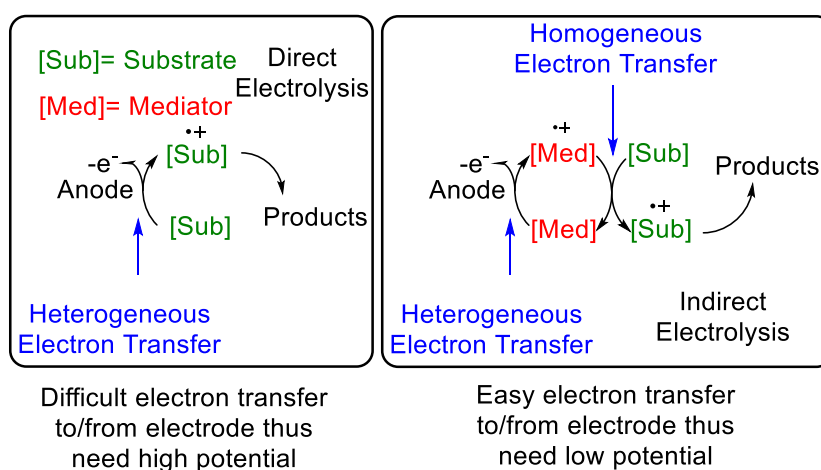 [Sub]= Substrate
Direct
Electrolysis
[Med]= Mediator
•+
[Sub]
-e-
Anode
[Sub]
Products
Heterogeneous
Electron Transfer
Difficult electron transfer
to/from electrode thus
need high potential
Homogeneous
Electron Transfer
•+
[Med]
[Sub]
-e-
Anode
Products
[Med]
•+
[Sub]
Heterogeneous
Electron Transfer
Indirect
Electrolysis
Easy electron transfer
to/from electrode thus
need low potential